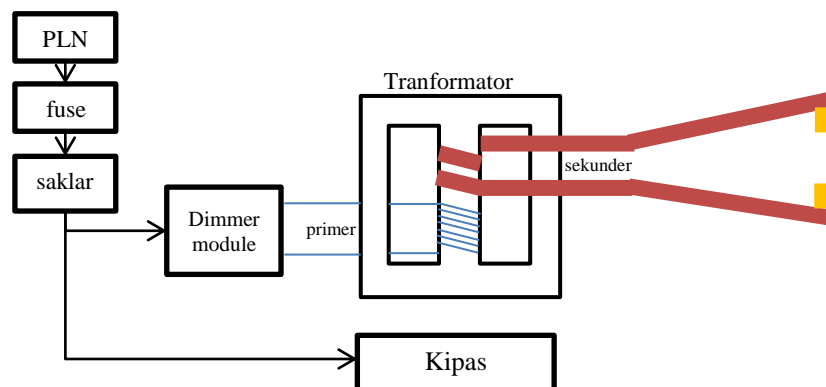 PLN
fuse
saklar
Dimmer
module
primer
Tranformator
sekunder
Kipas